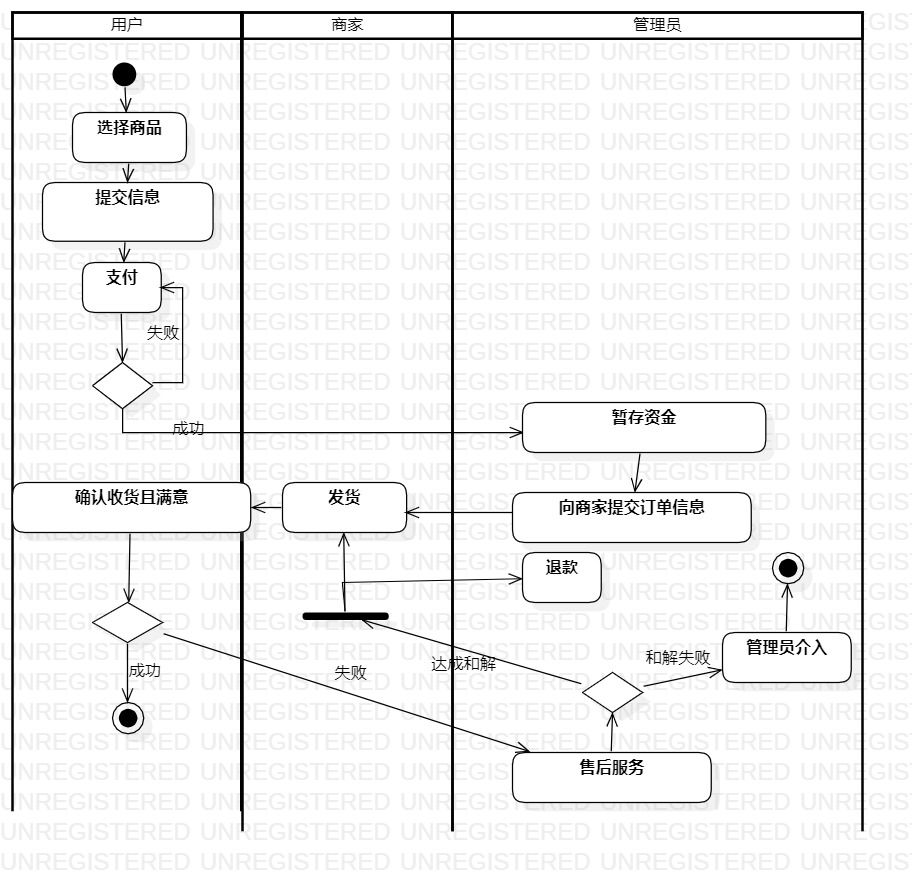 用户
商家
管理员
选择商品
提交信息
支付
失败
成功
暂存资金
确认收货且满意
发货
向商家提交订单信息
退款
管理员介入
和解失败
达成和解
成功
失败
售后服务
UNREGISTERED